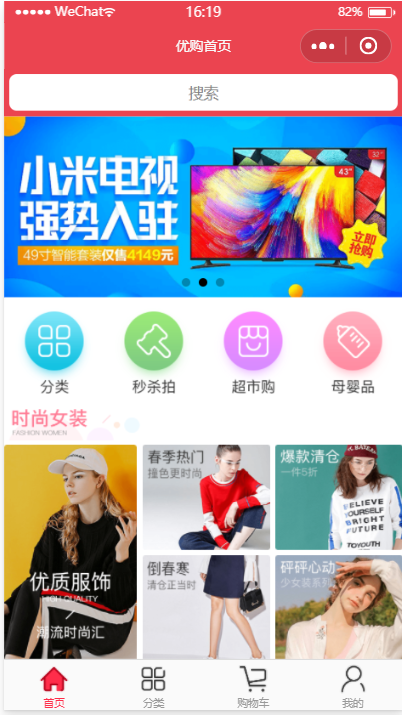 WeChat 16:19 82%
优购首页
搜索
小米电视
强势入驻
49寸智能套装仅售4149元
32"
43"
立即
抢购
分类 秒杀拍 超市购 母婴品
时尚女装
FASHION WOMEN
优质服饰
HIGH QUALITY
潮流时尚汇
春季热门
撞色更时尚
爆款清仓
一件5折
BELIEVE
YOURSELF
BRIGHT
FUTURE
TOYOUTH
倒春寒
清仓正当时
砰砰心动
少女装系列
首页 分类 购物车 我的